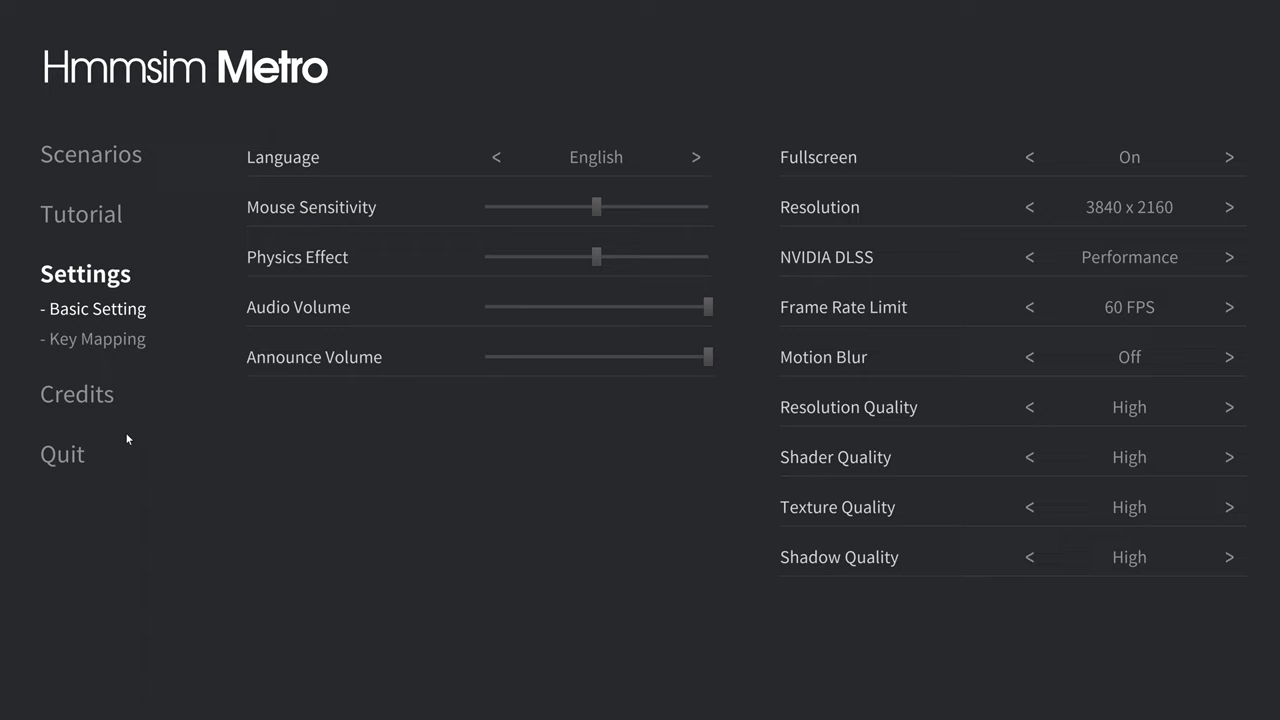 Hmmsim Metro
Scenarios
Tutorial
Settings
- Basic Setting
- Key Mapping
Credits
Quit
Language < English >
Mouse Sensitivity
Physics Effect
Audio Volume
Announce Volume
Fullscreen < On >
Resolution < 3840 x 2160 >
NVIDIA DLSS < Performance >
Frame Rate Limit < 60 FPS >
Motion Blur < Off >
Resolution Quality < High >
Shader Quality < High >
Texture Quality < High >
Shadow Quality < High >